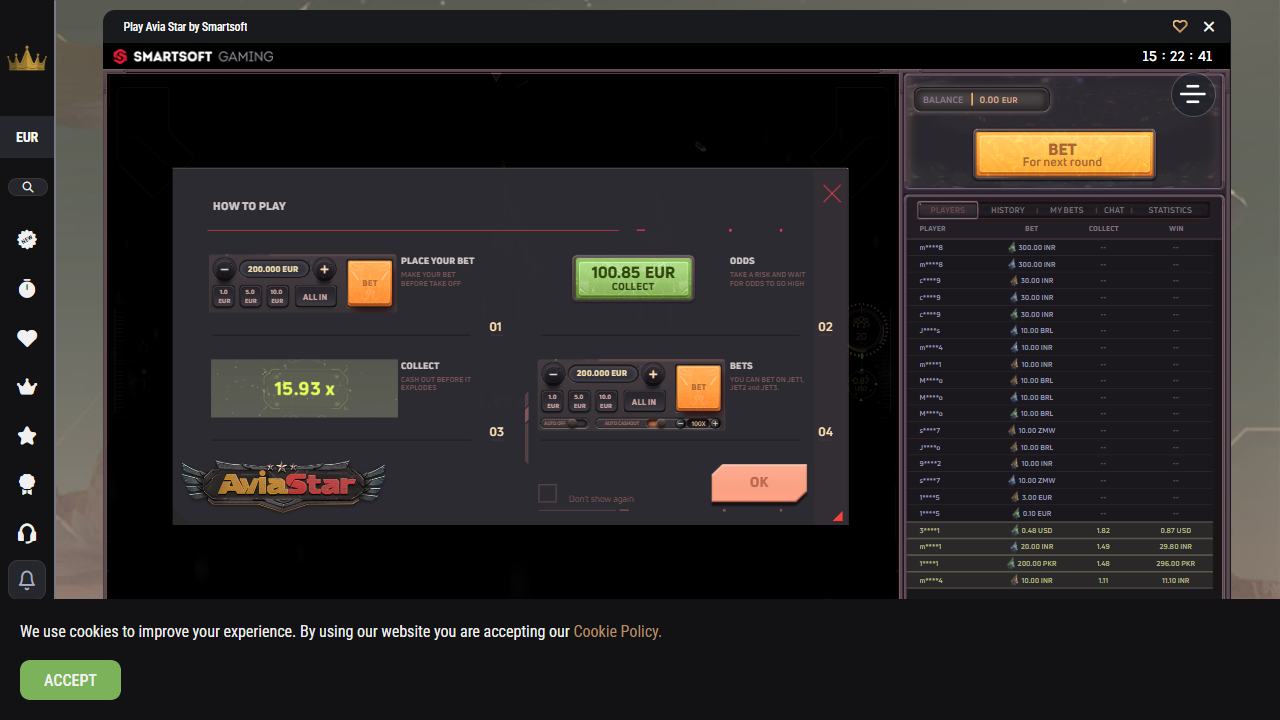 Play Avia Star by Smartsoft
SMARTSOFT GAMING
15 : 22 : 41
EUR
NEW
BALANCE 0.00 EUR
BET
For next round
HOW TO PLAY
200.000 EUR
1.0 EUR 5.0 EUR 10.0 EUR ALL IN
BET
PLACE YOUR BET
MAKE YOUR BET
BEFORE TAKE OFF
01
100.85 EUR
COLLECT
ODDS
TAKE A RISK AND WAIT
FOR ODDS TO GO HIGH
02
15.93 x
COLLECT
CASH OUT BEFORE IT
EXPLODES
03
200.000 EUR
1.0 EUR 5.0 EUR 10.0 EUR ALL IN
BET
AUTO OFF AUTO CASHOUT 100X
BETS
YOU CAN BET ON JET1,
JET2 and JET3.
04
AviaStar
Don't show again
OK
PLAYERS HISTORY MY BETS CHAT STATISTICS
PLAYER BET COLLECT WIN
m****8 300.00 INR -- --
m****8 300.00 INR -- --
c****9 30.00 INR -- --
c****9 30.00 INR -- --
c****9 30.00 INR -- --
J****s 10.00 BRL -- --
m****4 10.00 INR -- --
m****1 10.00 INR -- --
M****o 10.00 BRL -- --
M****o 10.00 BRL -- --
M****o 10.00 BRL -- --
s****7 10.00 ZMW -- --
J****o 10.00 BRL -- --
9****2 10.00 INR -- --
s****7 10.00 ZMW -- --
1****5 3.00 EUR -- --
1****5 0.10 EUR -- --
3****1 0.48 USD 1.82 0.87 USD
m****1 20.00 INR 1.49 29.80 INR
1****1 200.00 PKR 1.48 296.00 PKR
m****4 10.00 INR 1.11 11.10 INR
We use cookies to improve your experience. By using our website you are accepting our Cookie Policy.
ACCEPT